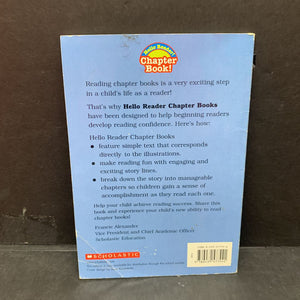 Hello Reader!
Chapter
Book!
Reading chapter books is a very exciting step
in a child's life as a reader!
That's why Hello Reader Chapter Books
have been designed to help beginning readers
develop reading confidence. Here's how:
Hello Reader Chapter Books
• feature simple text that corresponds
directly to the illustrations.
• make reading fun with engaging and
exciting story lines.
• break down the story into manageable
chapters so children gain a sense of
accomplishment as they read each one.
Help your child achieve reading success. Share this
book and experience your child's new ability to read
chapter books!
Francie Alexander
Vice President and Chief Academic Officer
Scholastic Education
SCHOLASTIC